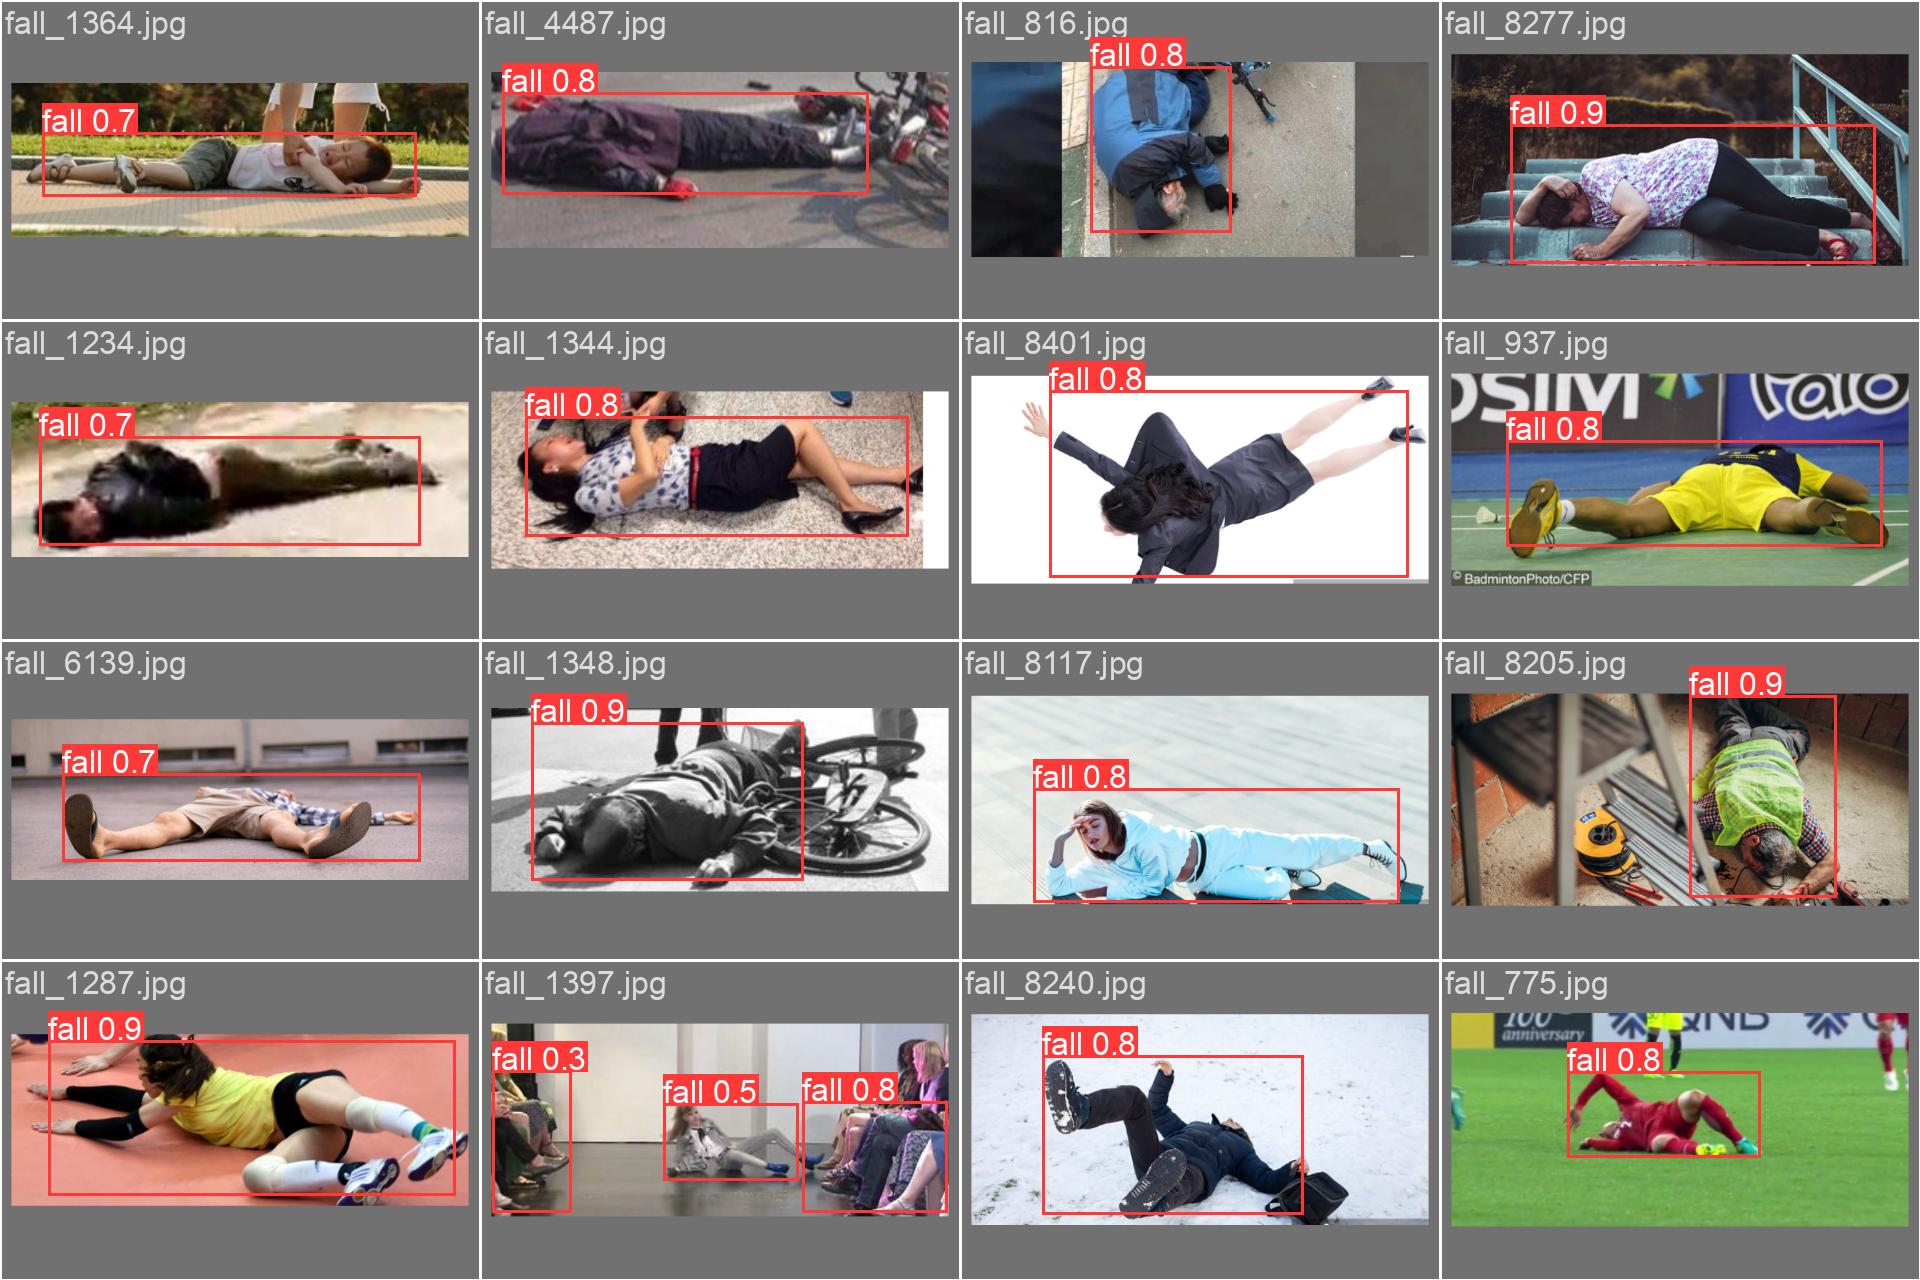 fall_1364.jpg
fall 0.7
fall_4487.jpg
fall 0.8
fall_816.jpg
fall 0.8
fall_8277.jpg
fall 0.9
fall_1234.jpg
fall 0.7
fall_1344.jpg
fall 0.8
fall_8401.jpg
fall 0.8
fall_937.jpg
OSIM
fall 0.8
© BadmintonPhoto/CFP
fall_6139.jpg
fall 0.7
fall_1348.jpg
fall 0.9
fall_8117.jpg
fall 0.8
fall_8205.jpg
fall 0.9
fall_1287.jpg
fall 0.9
fall_1397.jpg
fall 0.3
fall 0.5
fall 0.8
fall_8240.jpg
fall 0.8
fall_775.jpg
100
anniversary
QNB
fall 0.8